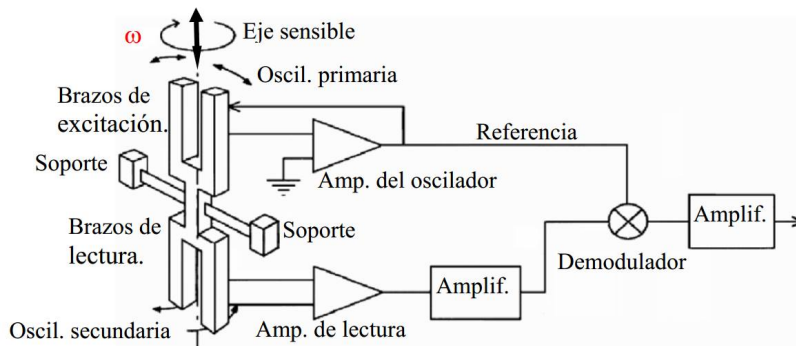 ω
Eje sensible
Oscil. primaria
Brazos de
excitación.
Referencia
Soporte
Amp. del oscilador
Amplif.
Brazos de
lectura.
Soporte
Demodulador
Amplif.
Oscil. secundaria
Amp. de lectura